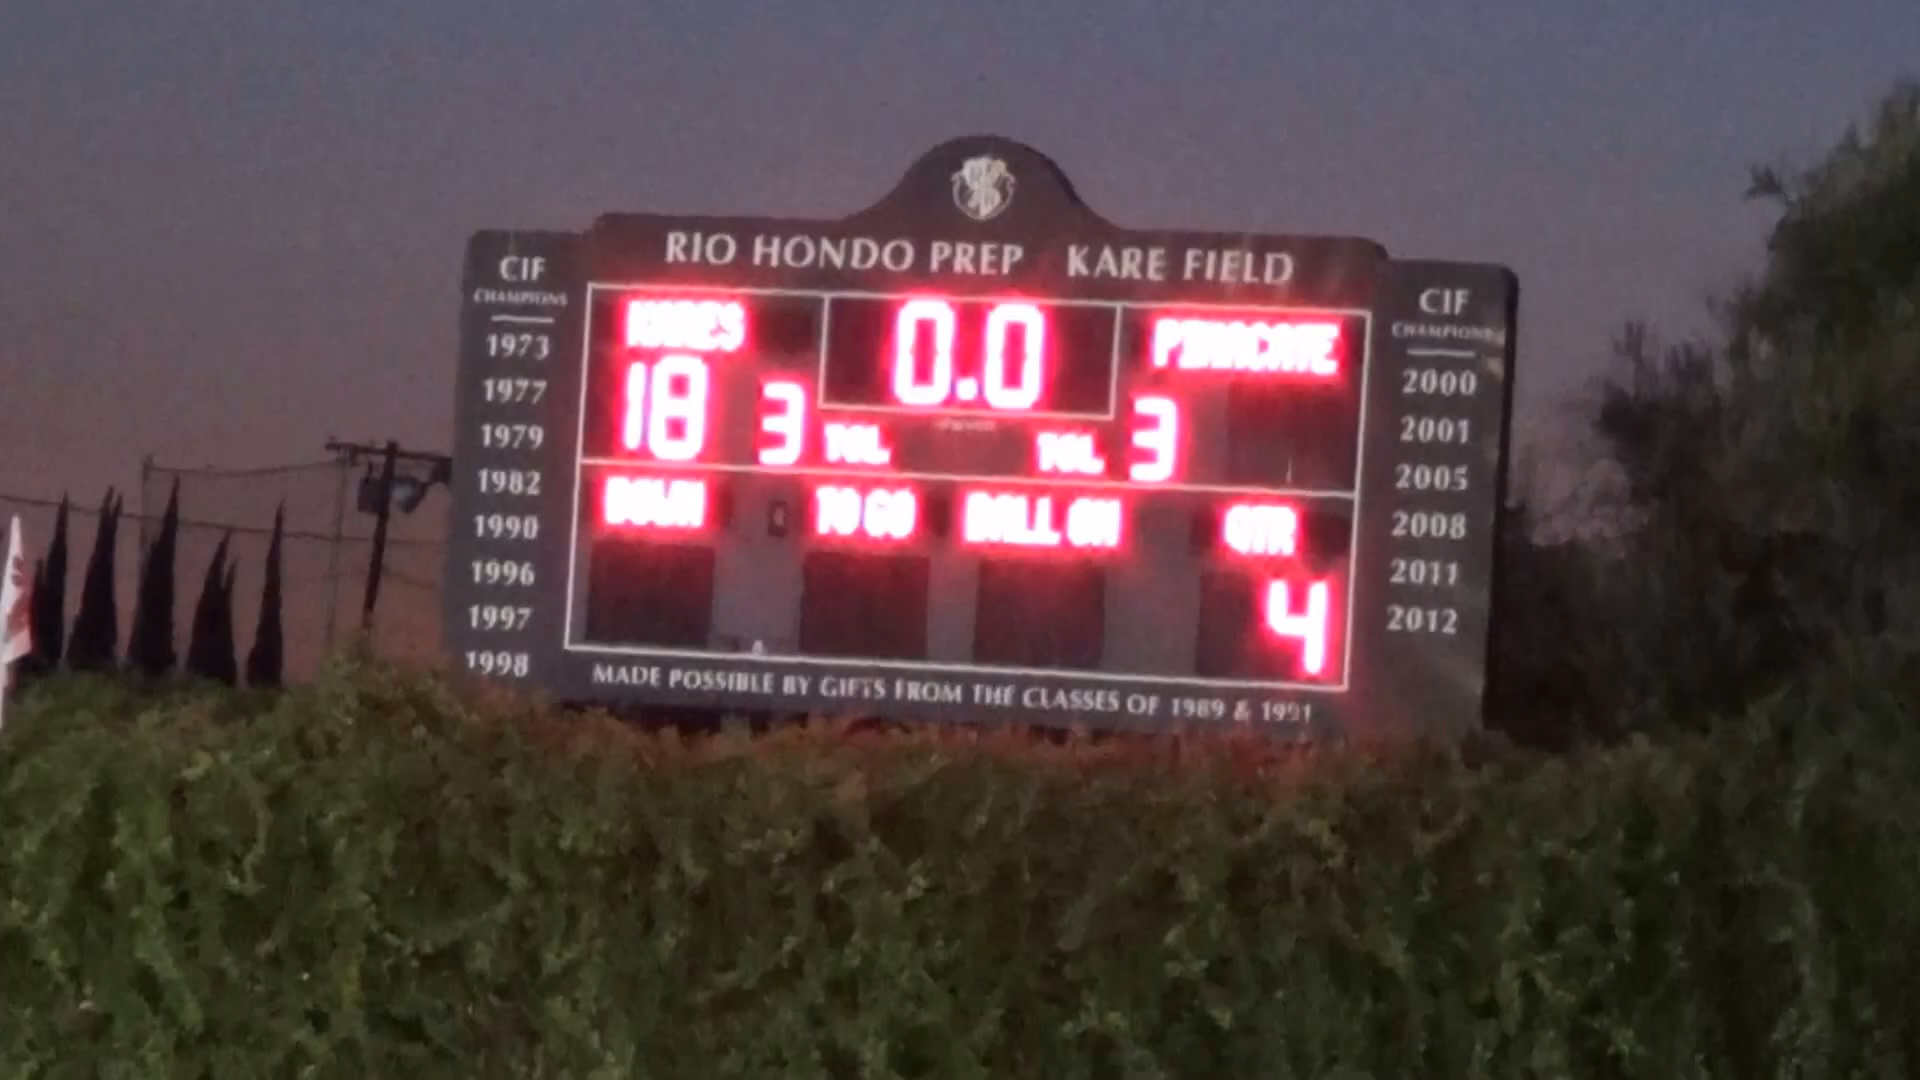 RIO HONDO PREP KARE FIELD
CIF
CHAMPIONS
1973
1977
1979
1982
1990
1996
1997
1998
KARES
0.0
PINACATE
18 3 TOL
TOL 3
DOWN TO GO BALL ON QTR
4
CIF
CHAMPIONS
2000
2001
2005
2008
2011
2012
MADE POSSIBLE BY GIFTS FROM THE CLASSES OF 1989 & 1991